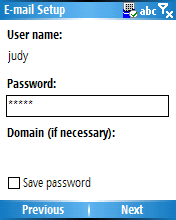 E-mail Setup abc
User name:
judy
Password:
*****
Domain (if necessary):
Save password
Previous Next